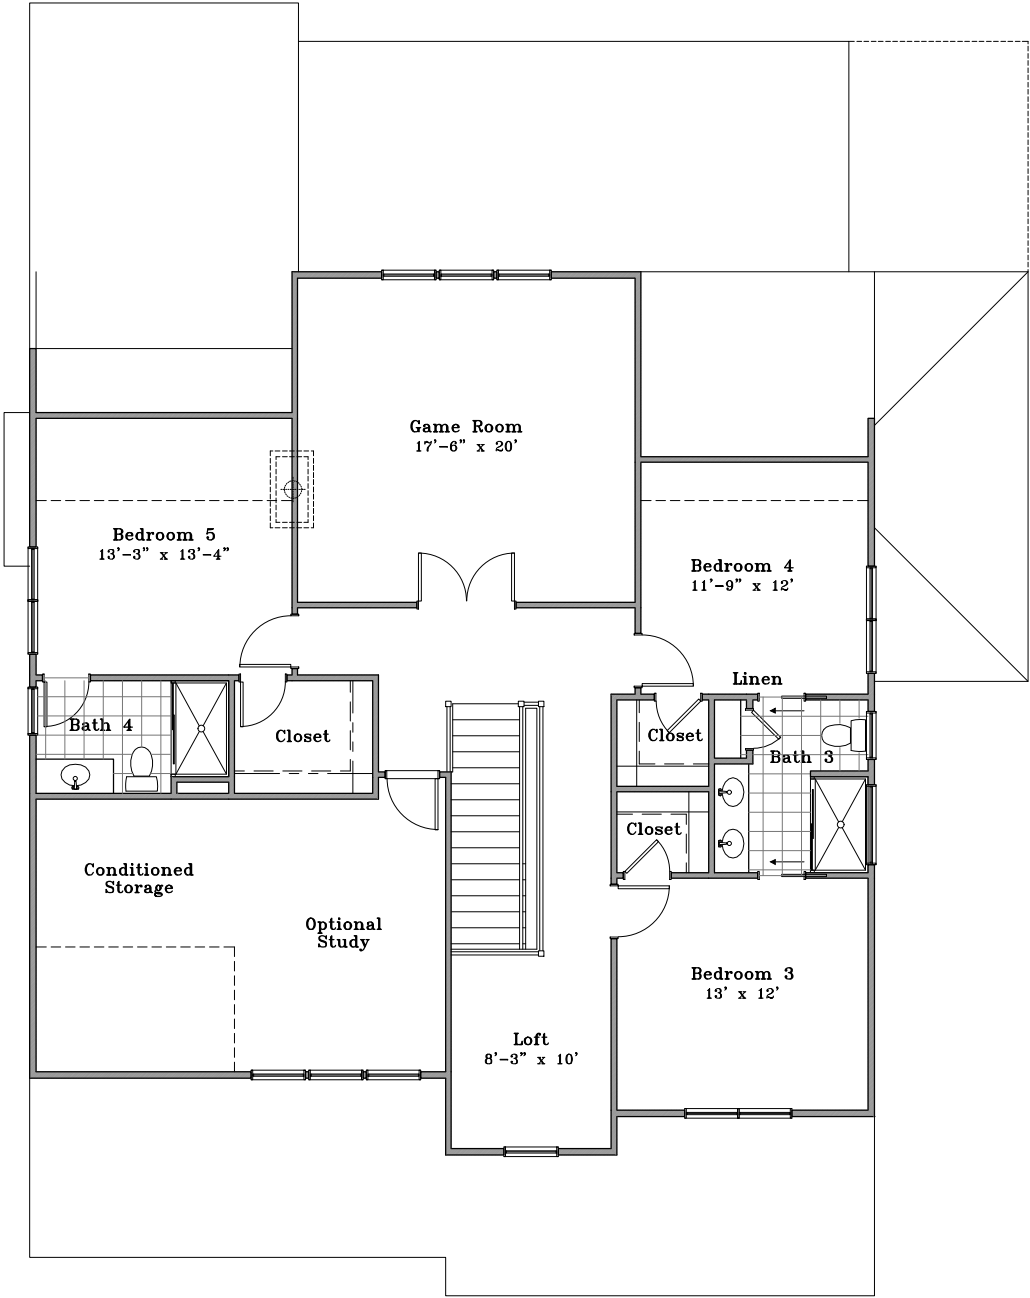 Game Room
17'-6" x 20'
Bedroom 5
13'-3" x 13'-4"
Bedroom 4
11'-9" x 12'
Linen
Bath 4
Closet
Closet
Bath 3
Closet
Conditioned
Storage
Optional
Study
Bedroom 3
13' x 12'
Loft
8'-3" x 10'